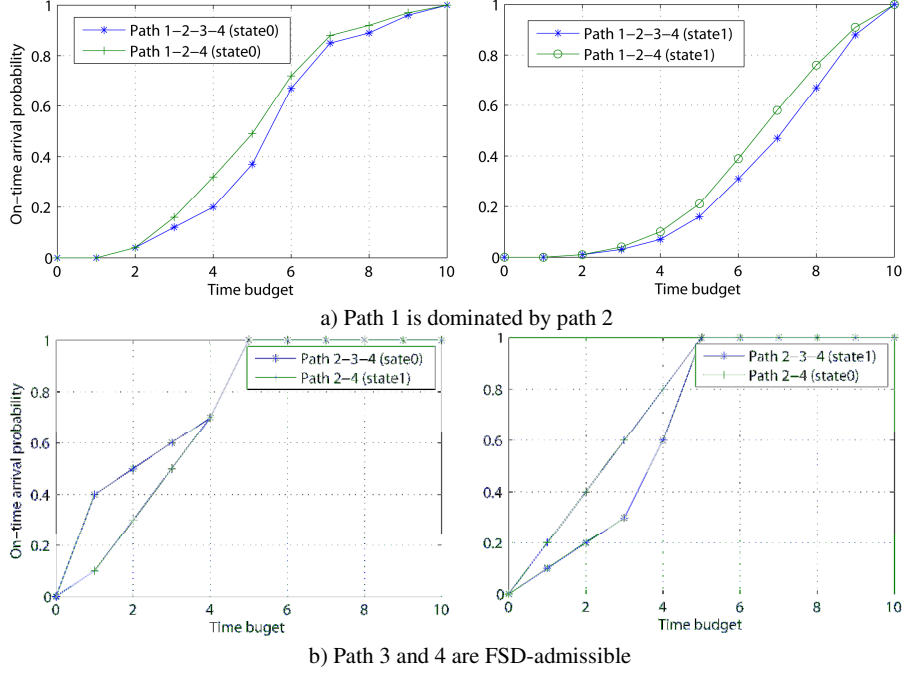 On−time arrival probability
1
0.8
0.6
0.4
0.2
0
Path 1−2−3−4 (state0)
Path 1−2−4 (state0)
0 2 4 6 8 10
Time budget
1
0.8
0.6
0.4
0.2
0
Path 1−2−3−4 (state1)
Path 1−2−4 (state1)
0 2 4 6 8 10
Time budget
a) Path 1 is dominated by path 2
On−time arrival probability
1
0.8
0.6
0.4
0.2
0
Path 2−3−4 (sate0)
Path 2−4 (state1)
0 2 4 6 8 10
Time buget
1
0.8
0.6
0.4
0.2
0
Path 2−3−4 (state1)
Path 2−4 (state0)
0 2 4 6 8 10
Time budget
b) Path 3 and 4 are FSD-admissible